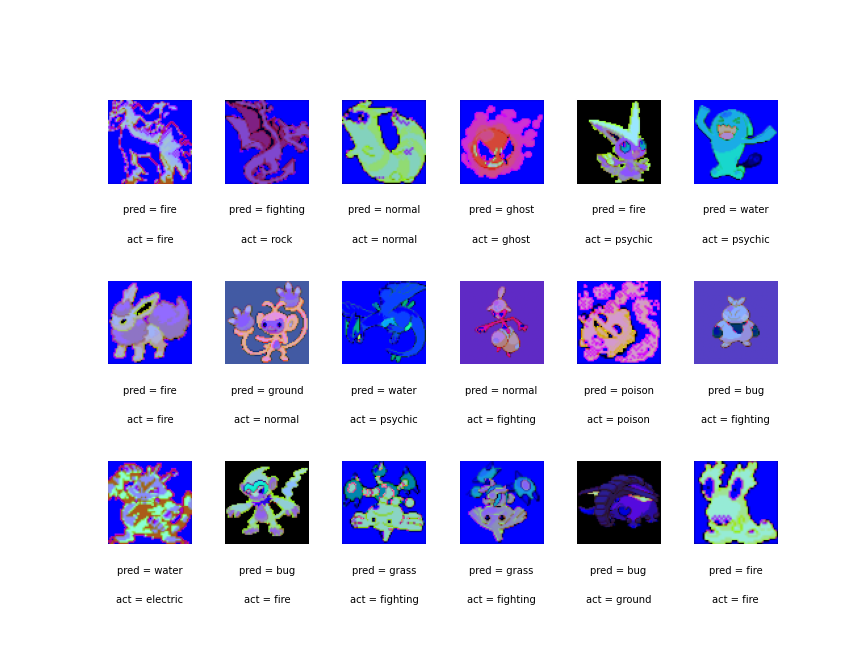 pred = fire pred = fighting pred = normal pred = ghost pred = fire pred = water
act = fire act = rock act = normal act = ghost act = psychic act = psychic
pred = fire pred = ground pred = water pred = normal pred = poison pred = bug
act = fire act = normal act = psychic act = fighting act = poison act = fighting
pred = water pred = bug pred = grass pred = grass pred = bug pred = fire
act = electric act = fire act = fighting act = fighting act = ground act = fire